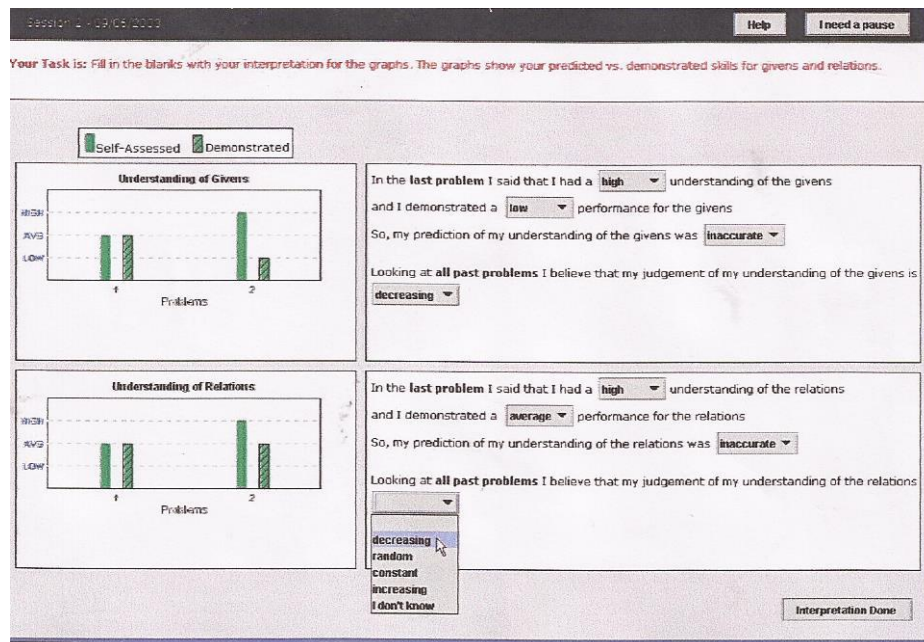 Session 1 - 09/05/2003
Help
I need a pause
Your Task is: Fill in the blanks with your interpretation for the graphs. The graphs show your predicted vs. demonstrated skills for givens and relations.
Self-Assessed Demonstrated
Understanding of Givens
HIGH
AVG
LOW
1 2
Problems
In the last problem I said that I had a high understanding of the givens
and I demonstrated a low performance for the givens
So, my prediction of my understanding of the givens was inaccurate
Looking at all past problems I believe that my judgement of my understanding of the givens is
decreasing
Understanding of Relations
HIGH
AVG
LOW
1 2
Problems
In the last problem I said that I had a high understanding of the relations
and I demonstrated a average performance for the relations
So, my prediction of my understanding of the relations was inaccurate
Looking at all past problems I believe that my judgement of my understanding of the relations
decreasing
random
constant
increasing
I don't know
Interpretation Done